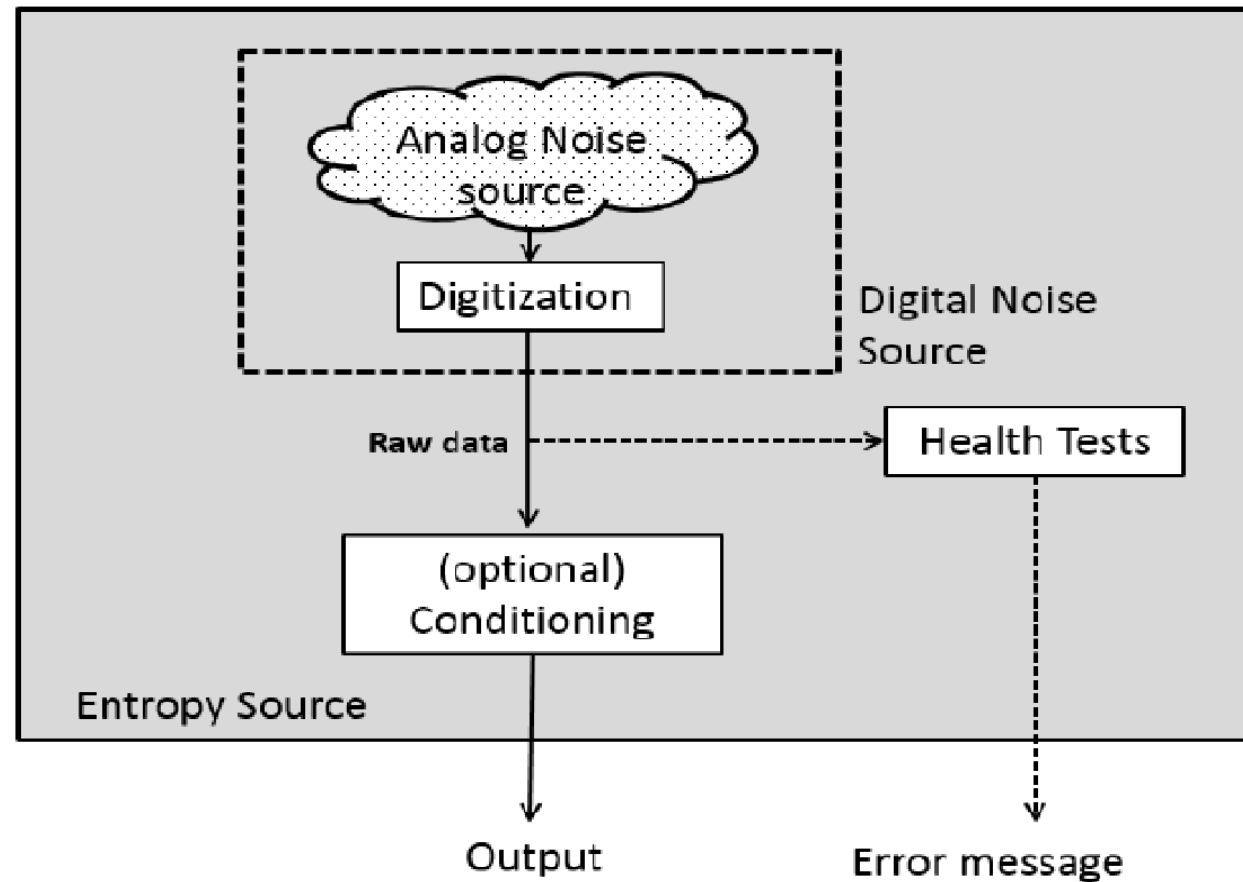 Analog Noise
source
Digitization
Digital Noise
Source
Raw data
Health Tests
(optional)
Conditioning
Entropy Source
Output
Error message